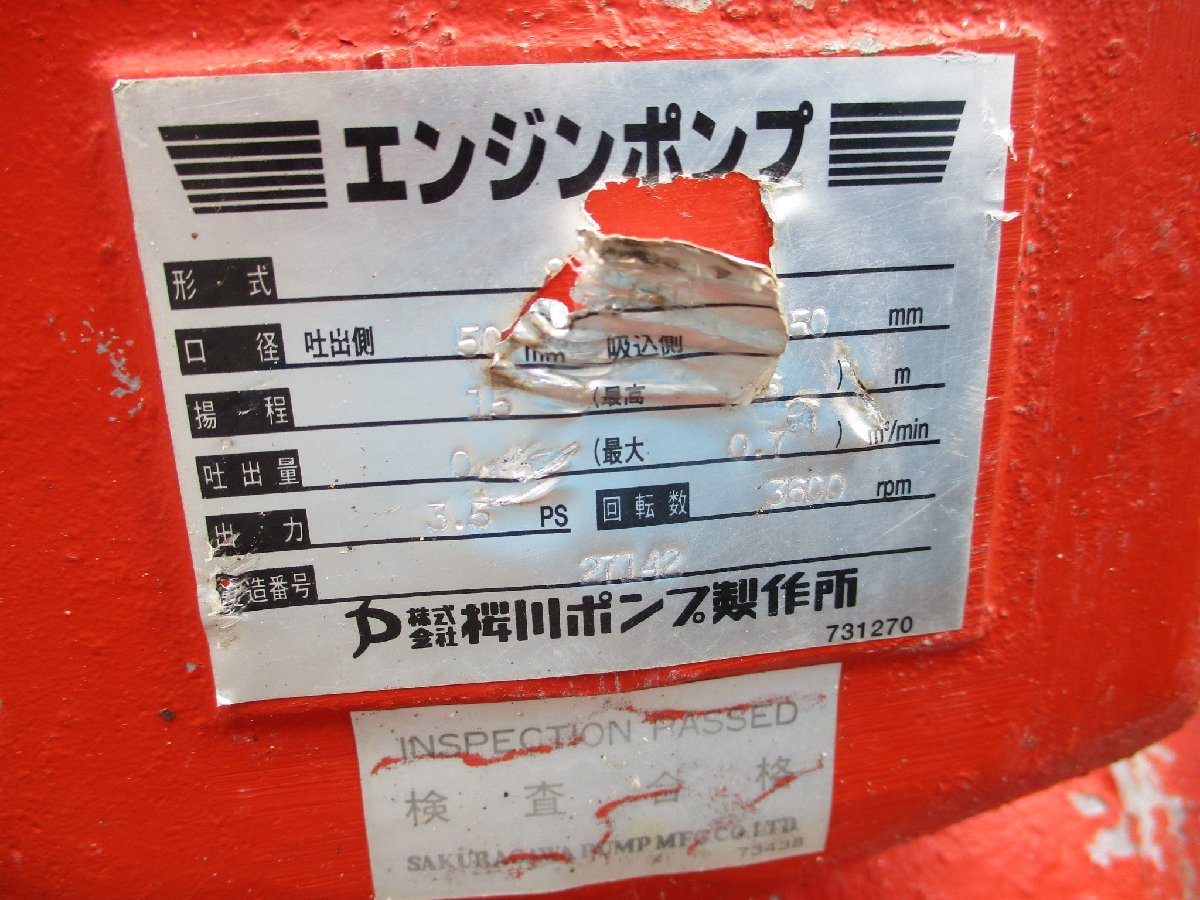 エンジンポンプ
形式
口径 吐出側 50 mm 吸込側 50 mm
揚程 15 (最高 ) m
吐出量 (最大 0.7 ) m³/min
出力 3.5 PS 回転数 3600 rpm
造番号 27142
株式会社 桜川ポンプ製作所
731270
INSPECTION PASSED
検査合格
SAKURAGAWA PUMP MFG CO. LTD.
73438